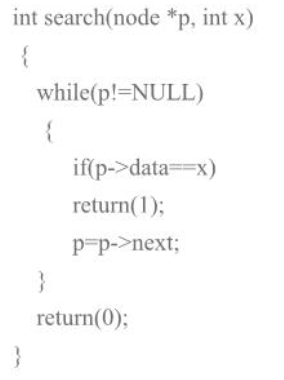 int search(node *p, int x)
{
while(p!=NULL)
{
if(p->data==x)
return(1);
p=p->next;
}
return(0);
}